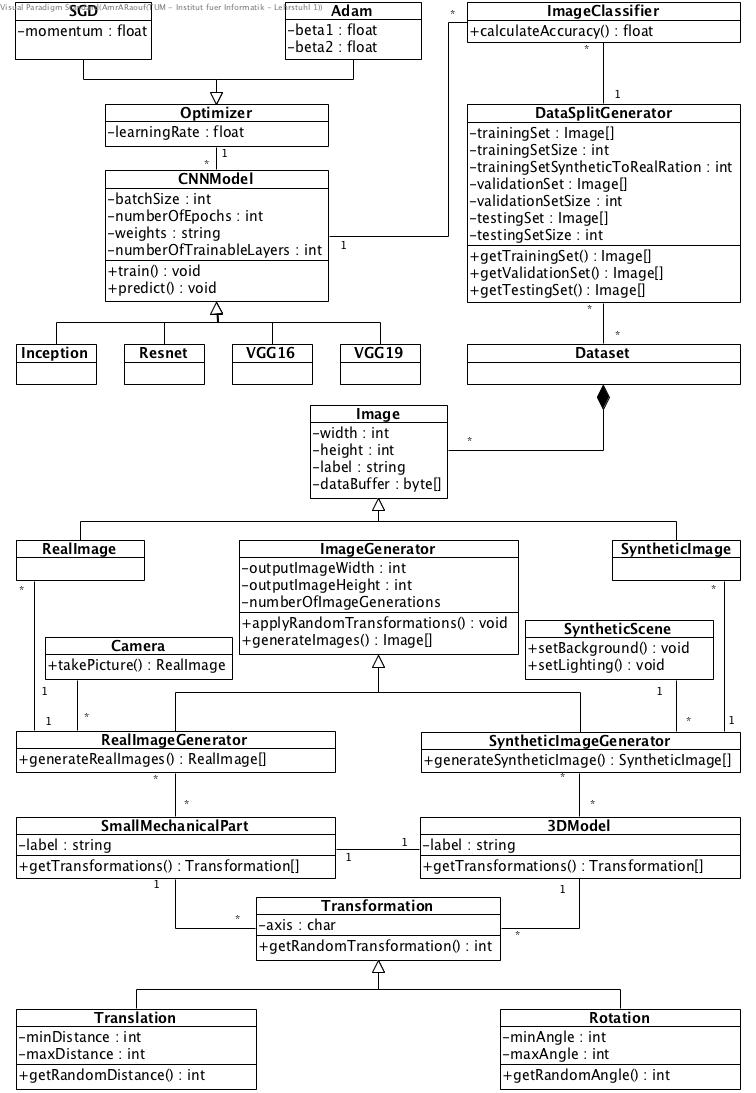 Visual Paradigm Standard(AmrARaouf(TUM - Institut fuer Informatik - Lehrstuhl 1))
SGD
-momentum : float
Adam
-beta1 : float
-beta2 : float
*
ImageClassifier
+calculateAccuracy() : float
*
1
Optimizer
-learningRate : float
1
*
CNNModel
-batchSize : int
-numberOfEpochs : int
-weights : string
-numberOfTrainableLayers : int
+train() : void
+predict() : void
1
DataSplitGenerator
-trainingSet : Image[]
-trainingSetSize : int
-trainingSetSyntheticToRealRation : int
-validationSet : Image[]
-validationSetSize : int
-testingSet : Image[]
-testingSetSize : int
+getTrainingSet() : Image[]
+getValidationSet() : Image[]
+getTestingSet() : Image[]
*
*
Inception
Resnet
VGG16
VGG19
Dataset
Image
-width : int
-height : int
-label : string
-dataBuffer : byte[]
*
RealImage
*
ImageGenerator
-outputImageWidth : int
-outputImageHeight : int
-numberOfImageGenerations
+applyRandomTransformations() : void
+generateImages() : Image[]
SyntheticImage
*
Camera
+takePicture() : RealImage
1
1
*
SyntheticScene
+setBackground() : void
+setLighting() : void
1
*
1
RealImageGenerator
+generateRealImages() : RealImage[]
*
*
SyntheticImageGenerator
+generateSyntheticImage() : SyntheticImage[]
*
*
SmallMechanicalPart
-label : string
+getTransformations() : Transformation[]
1
1
1
3DModel
-label : string
+getTransformations() : Transformation[]
1
*
Transformation
-axis : char
+getRandomTransformation() : int
*
Translation
-minDistance : int
-maxDistance : int
+getRandomDistance() : int
Rotation
-minAngle : int
-maxAngle : int
+getRandomAngle() : int